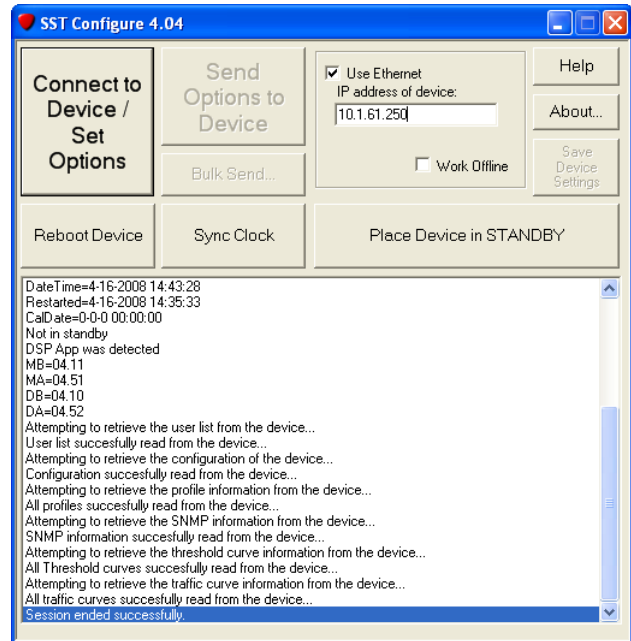 SST Configure 4.04
Connect to
Device /
Set
Options
Send
Options to
Device
Bulk Send...
Use Ethernet
IP address of device:
10.1.61.250
Work Offline
Help
About...
Save
Device
Settings
Reboot Device
Sync Clock
Place Device in STANDBY
DateTime=4-16-2008 14:43:28
Restarted=4-16-2008 14:35:33
CalDate=0-0-0 00:00:00
Not in standby
DSP App was detected
MB=04.11
MA=04.51
DB=04.10
DA=04.52
Attempting to retrieve the user list from the device...
User list succesfully read from the device...
Attempting to retrieve the configuration of the device...
Configuration succesfully read from the device...
Attempting to retrieve the profile information from the device...
All profiles succesfully read from the device...
Attempting to retrieve the SNMP information from the device...
SNMP information succesfully read from the device...
Attempting to retrieve the threshold curve information from the device...
All Threshold curves succesfully read from the device...
Attempting to retrieve the traffic curve information from the device...
All traffic curves succesfully read from the device...
Session ended successfully.